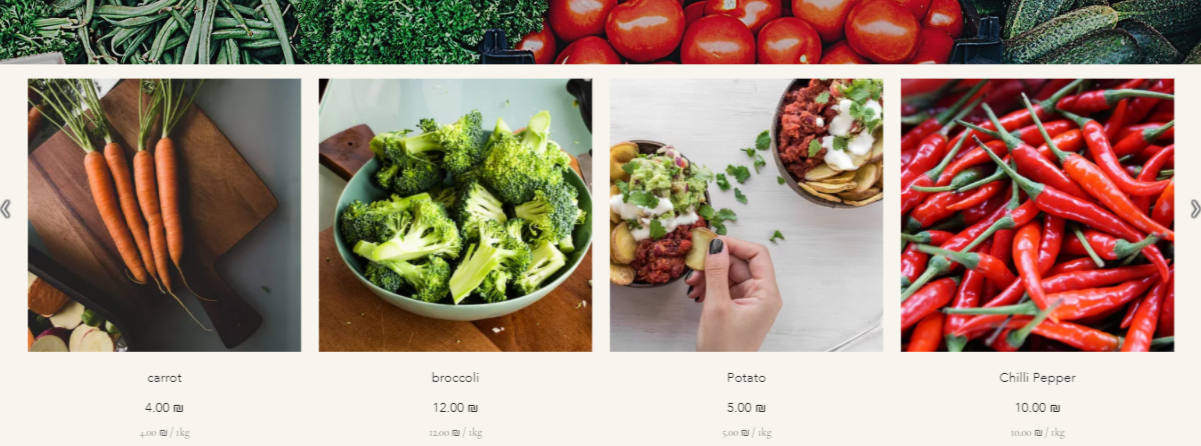 carrot
broccoli
Potato
Chilli Pepper
4.00 ₪
12.00 ₪
5.00 ₪
10.00 ₪
4.00 ₪ / 1kg
12.00 ₪ / 1kg
5.00 ₪ / 1kg
10.00 ₪ / 1kg